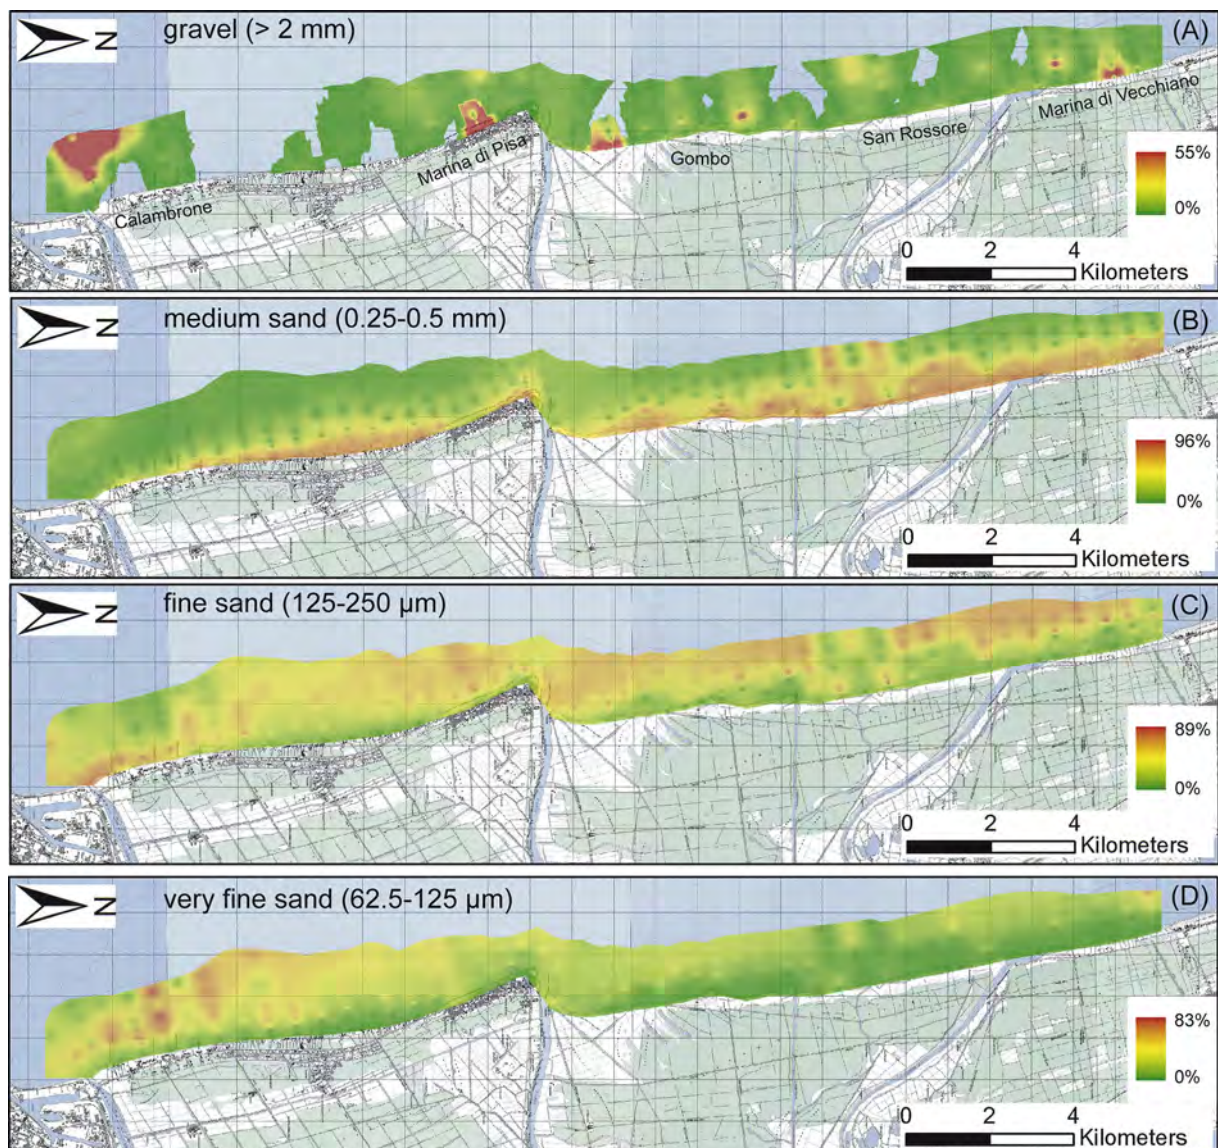 N
gravel (> 2 mm)
(A)
Calambrone
Marina di Pisa
Gombo
San Rossore
Marina di Vecchiano
55%
0%
0 2 4
Kilometers
N
medium sand (0.25-0.5 mm)
(B)
96%
0%
0 2 4
Kilometers
N
fine sand (125-250 µm)
(C)
89%
0%
0 2 4
Kilometers
N
very fine sand (62.5-125 µm)
(D)
83%
0%
0 2 4
Kilometers